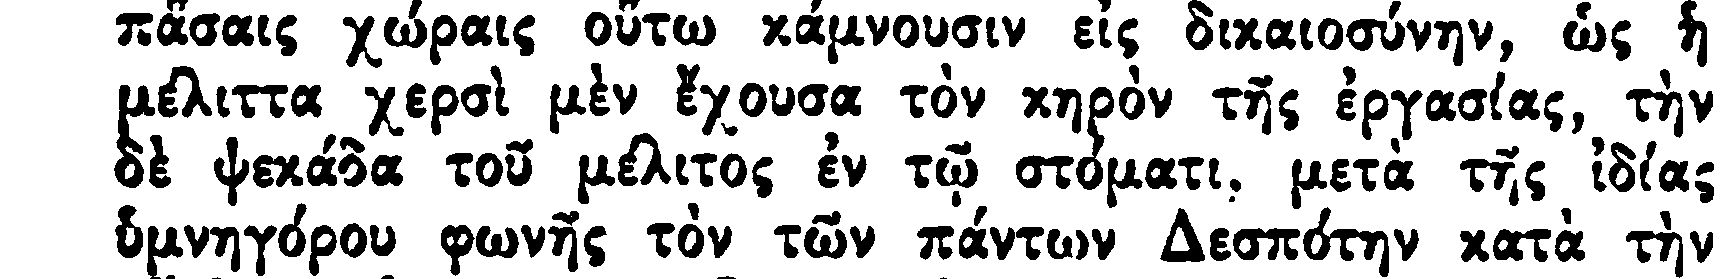 πᾶσαις χώραις οὕτω κάμνουσιν εἰς δικαιοσύνην, ὡς ἡ
μέλιττα χερσὶ μὲν ἔχουσα τὸν κηρὸν τῆς ἐργασίας, τὴν
δὲ ψεκάδα τοῦ μέλιτος ἐν τῷ στόματι, μετὰ τῆς ἰδίας
ὑμνηγόρου φωνῆς τὸν τῶν πάντων Δεσπότην κατὰ τὴν